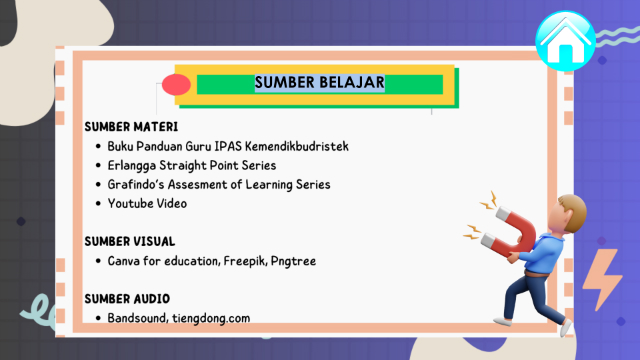 SUMBER BELAJAR
SUMBER MATERI
• Buku Panduan Guru IPAS Kemendikbudristek
• Erlangga Straight Point Series
• Grafindo's Assesment of Learning Series
• Youtube Video
SUMBER VISUAL
• Canva for education, Freepik, Pngtree
SUMBER AUDIO
• Bandsound, tiengdong.com